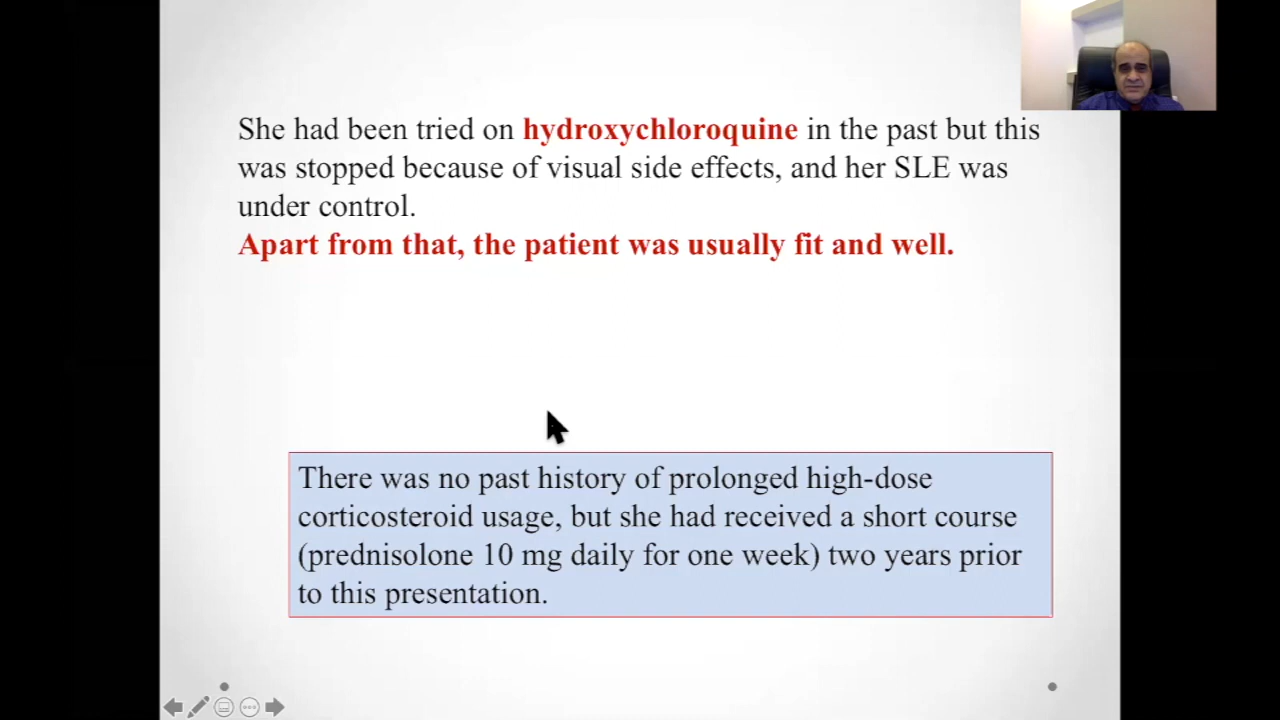 She had been tried on hydroxychloroquine in the past but this
was stopped because of visual side effects, and her SLE was
under control.
Apart from that, the patient was usually fit and well.
There was no past history of prolonged high-dose
corticosteroid usage, but she had received a short course
(prednisolone 10 mg daily for one week) two years prior
to this presentation.